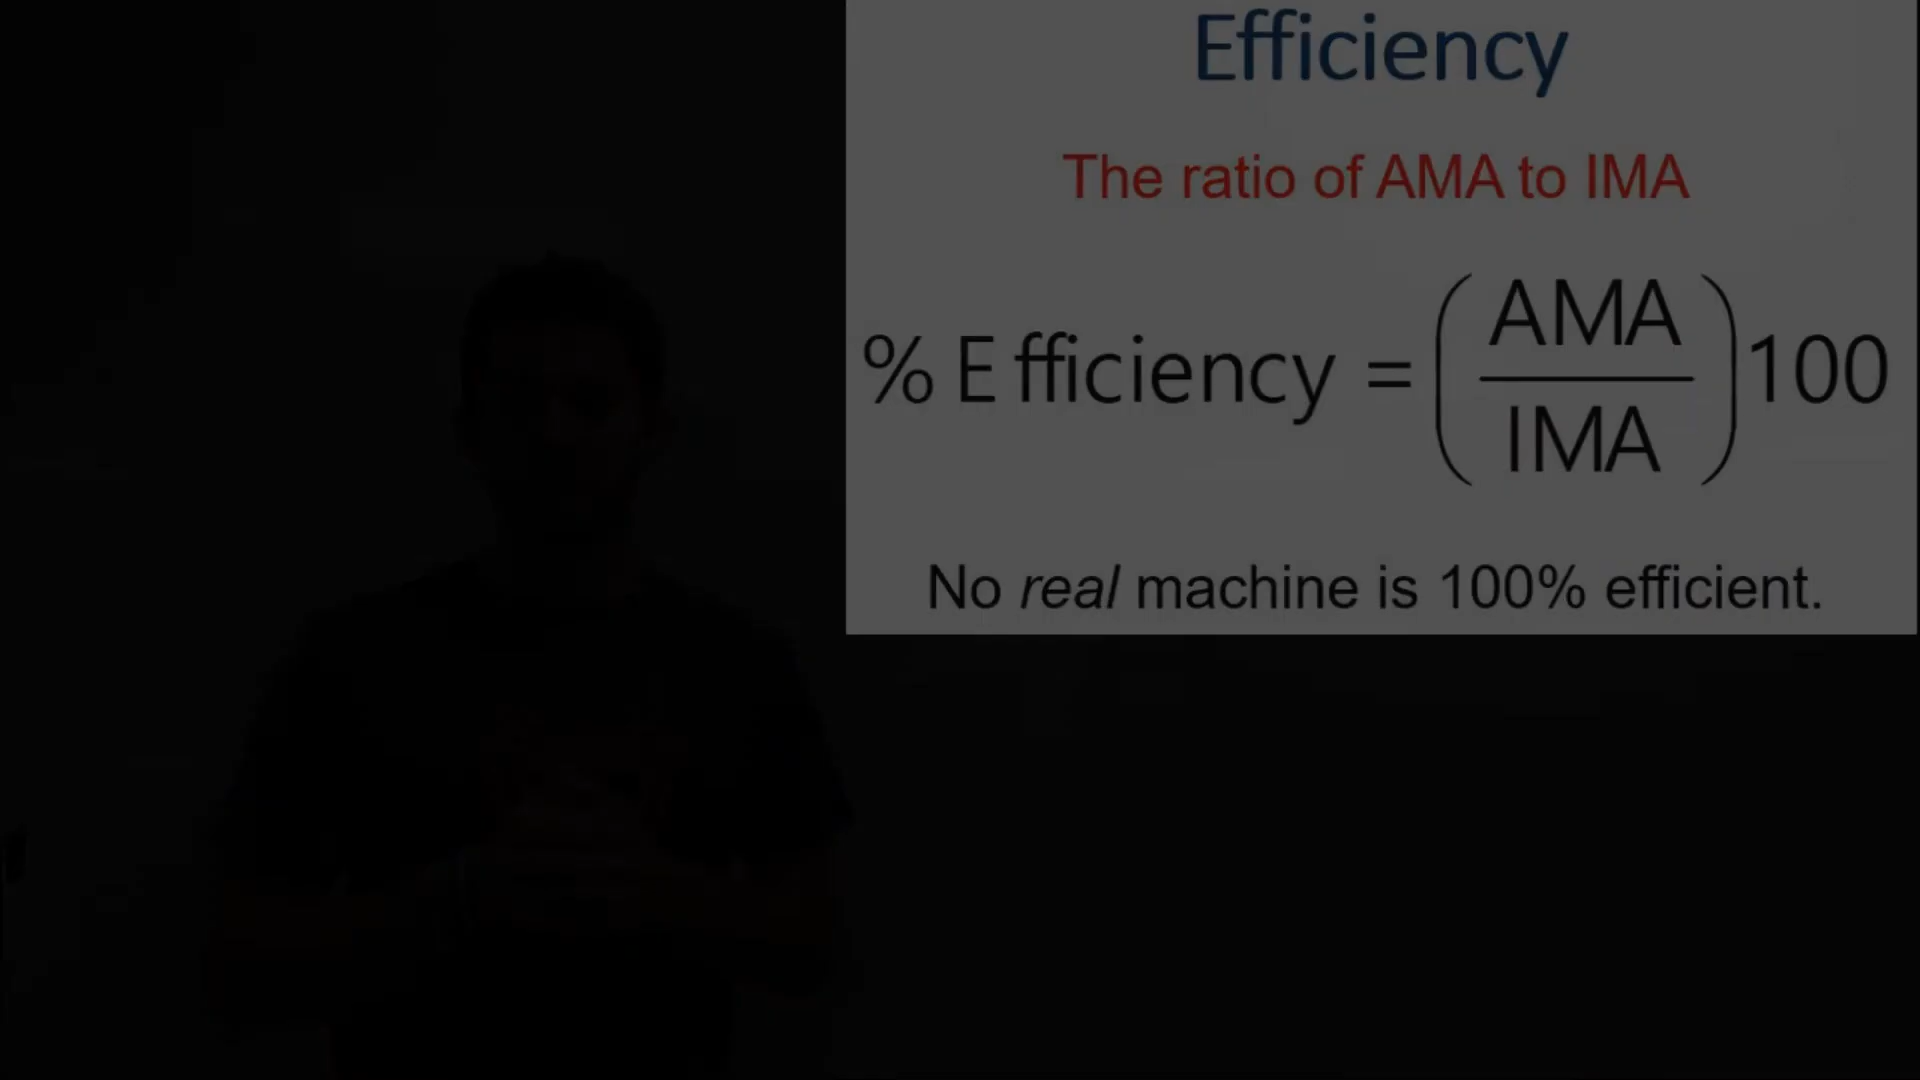 Efficiency
The ratio of AMA to IMA
% Efficiency = (AMA/IMA)100
No real machine is 100% efficient.